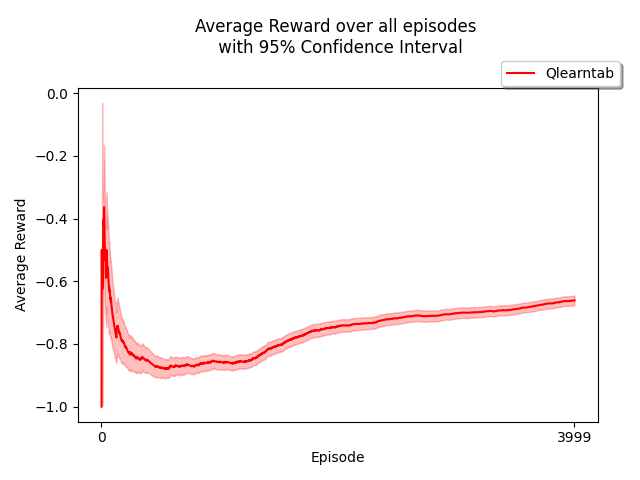 Average Reward over all episodes
with 95% Confidence Interval
Qlearntab
0.0
−0.2
−0.4
−0.6
−0.8
−1.0
Average Reward
0
3999
Episode